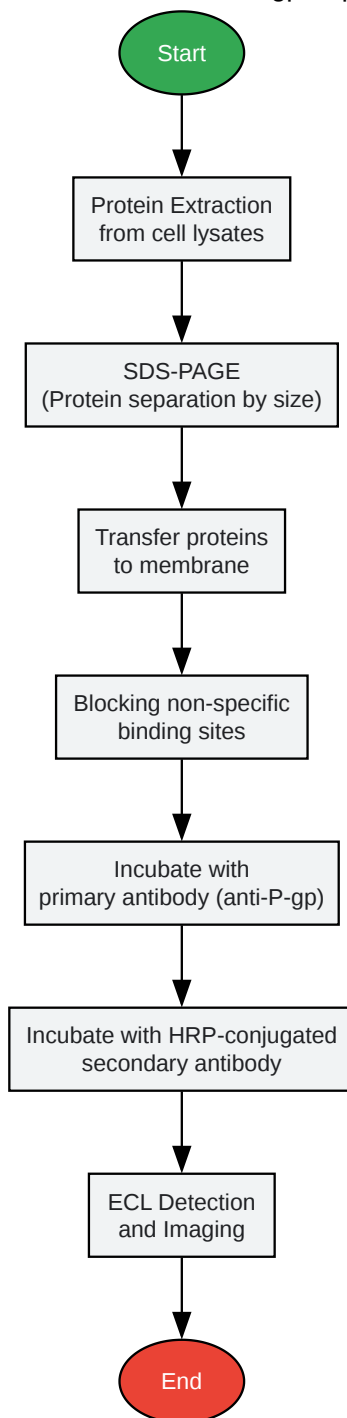 Start
Protein Extraction
from cell lysates
SDS-PAGE
(Protein separation by size)
Transfer proteins
to membrane
Blocking non-specific
binding sites
Incubate with
primary antibody (anti-P-gp)
Incubate with HRP-conjugated
secondary antibody
ECL Detection
and Imaging
End